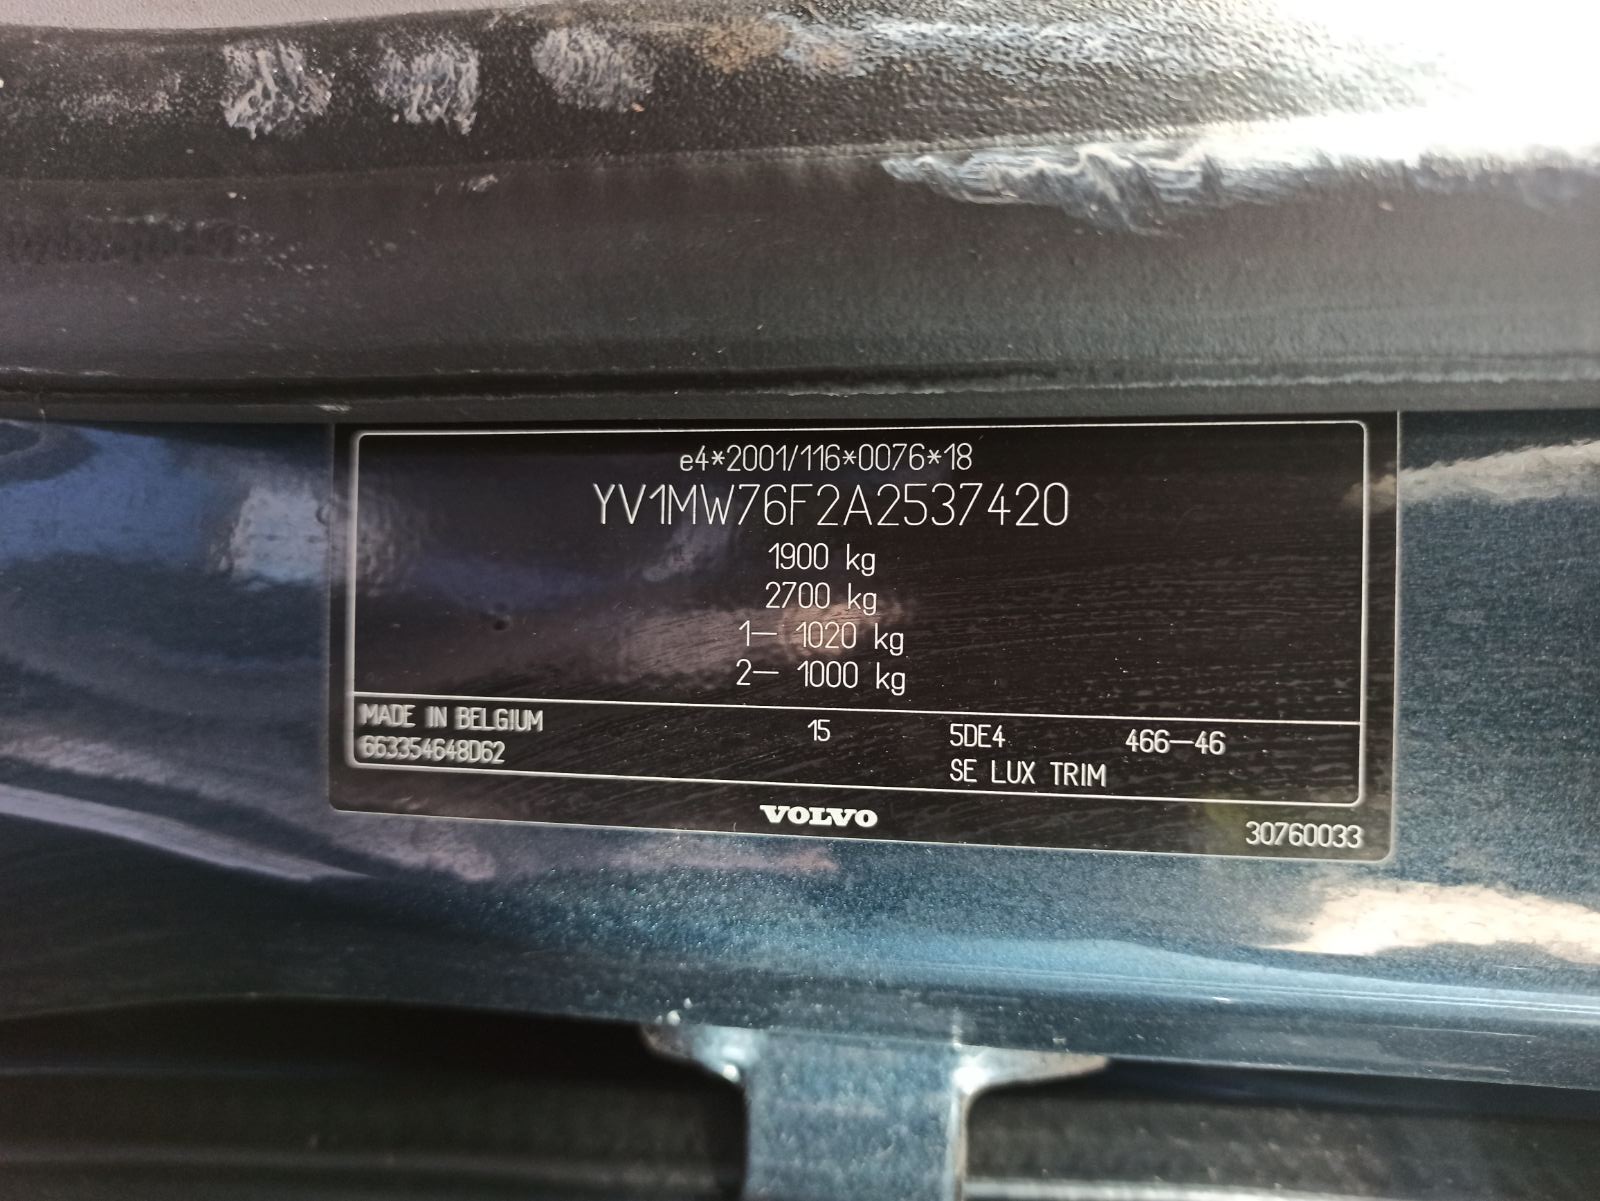 e4*2001/116*0076*18
YV1MW76F2A2537420
1900 kg
2700 kg
1– 1020 kg
2– 1000 kg
MADE IN BELGIUM 15 5DE4 466–46
663354648D62 SE LUX TRIM
VOLVO
30760033